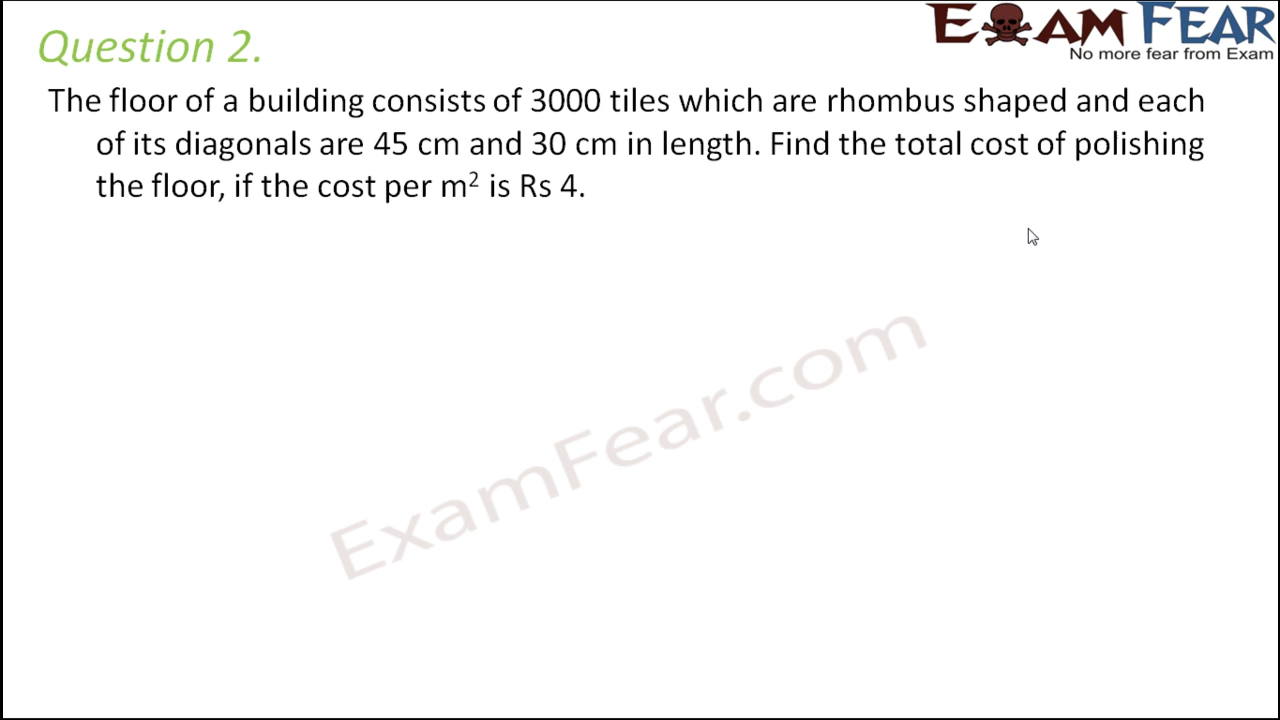 EXAM FEAR
No more fear from Exam
Question 2.
The floor of a building consists of 3000 tiles which are rhombus shaped and each
of its diagonals are 45 cm and 30 cm in length. Find the total cost of polishing
the floor, if the cost per m² is Rs 4.
ExamFear.com